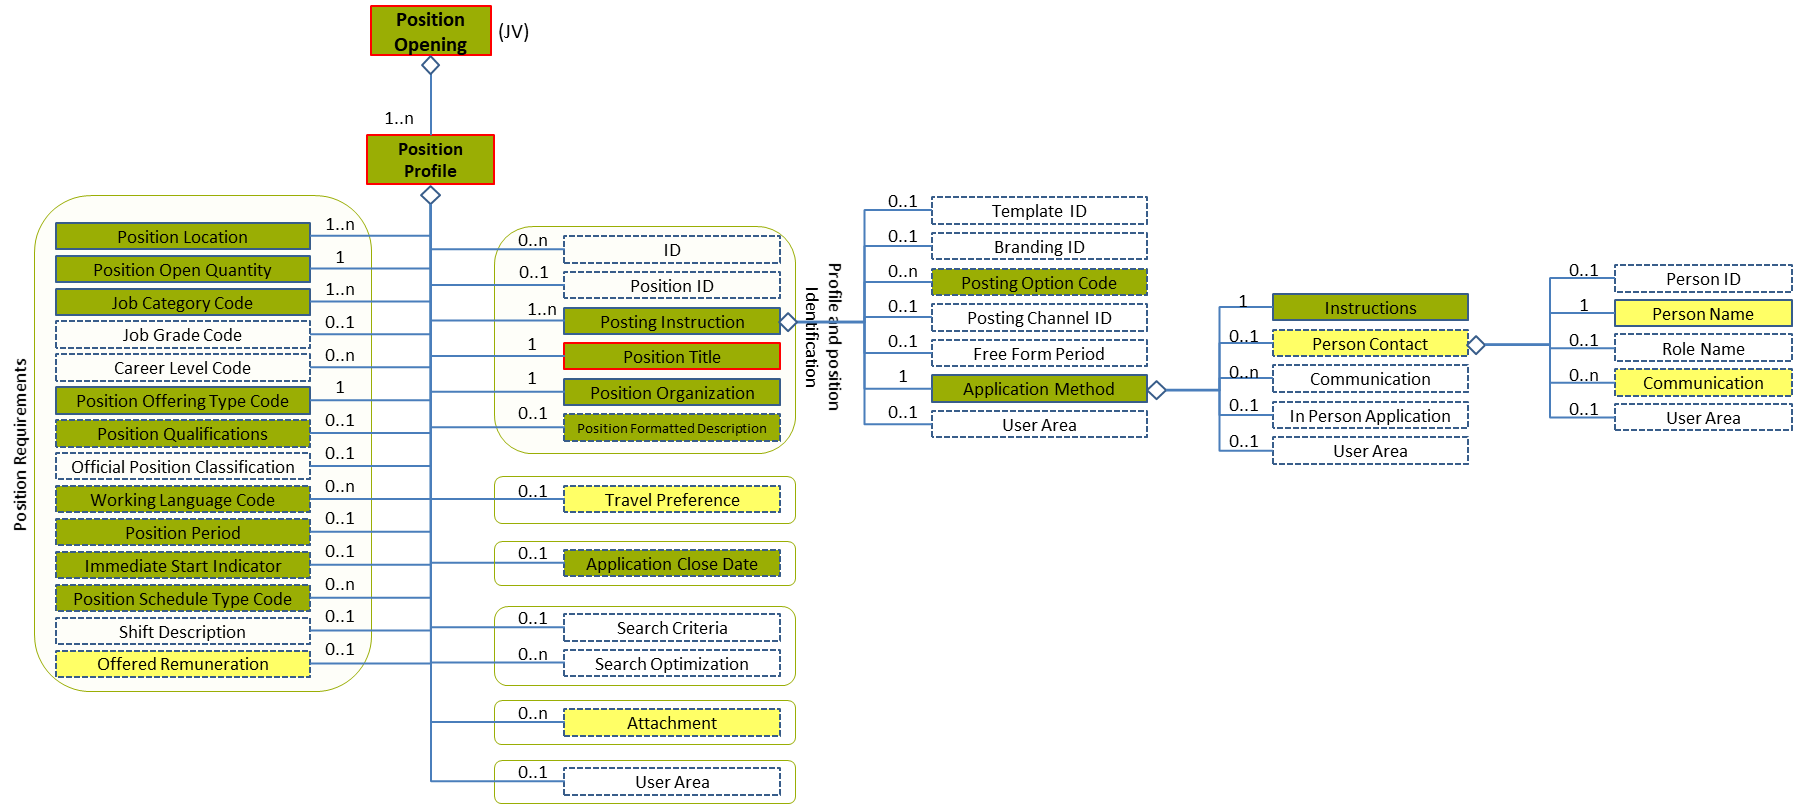 Position
Opening
(JV)
1..n
Position
Profile
Position Requirements
Position Location
1..n
Position Open Quantity
1
Job Category Code
1..n
Job Grade Code
0..1
Career Level Code
0..n
Position Offering Type Code
1
Position Qualifications
0..1
Official Position Classification
0..1
Working Language Code
0..n
Position Period
0..1
Immediate Start Indicator
0..1
Position Schedule Type Code
0..n
Shift Description
0..1
Offered Remuneration
0..1
Profile and position
Identification
0..n
ID
0..1
Position ID
1..n
Posting Instruction
1
Position Title
1
Position Organization
0..1
Position Formatted Description
0..1
Travel Preference
0..1
Application Close Date
0..1
Search Criteria
0..n
Search Optimization
0..n
Attachment
0..1
User Area
0..1
Template ID
0..1
Branding ID
0..n
Posting Option Code
0..1
Posting Channel ID
0..1
Free Form Period
1
Application Method
0..1
User Area
1
Instructions
0..1
Person Contact
0..n
Communication
0..1
In Person Application
0..1
User Area
0..1
Person ID
1
Person Name
0..1
Role Name
0..n
Communication
0..1
User Area